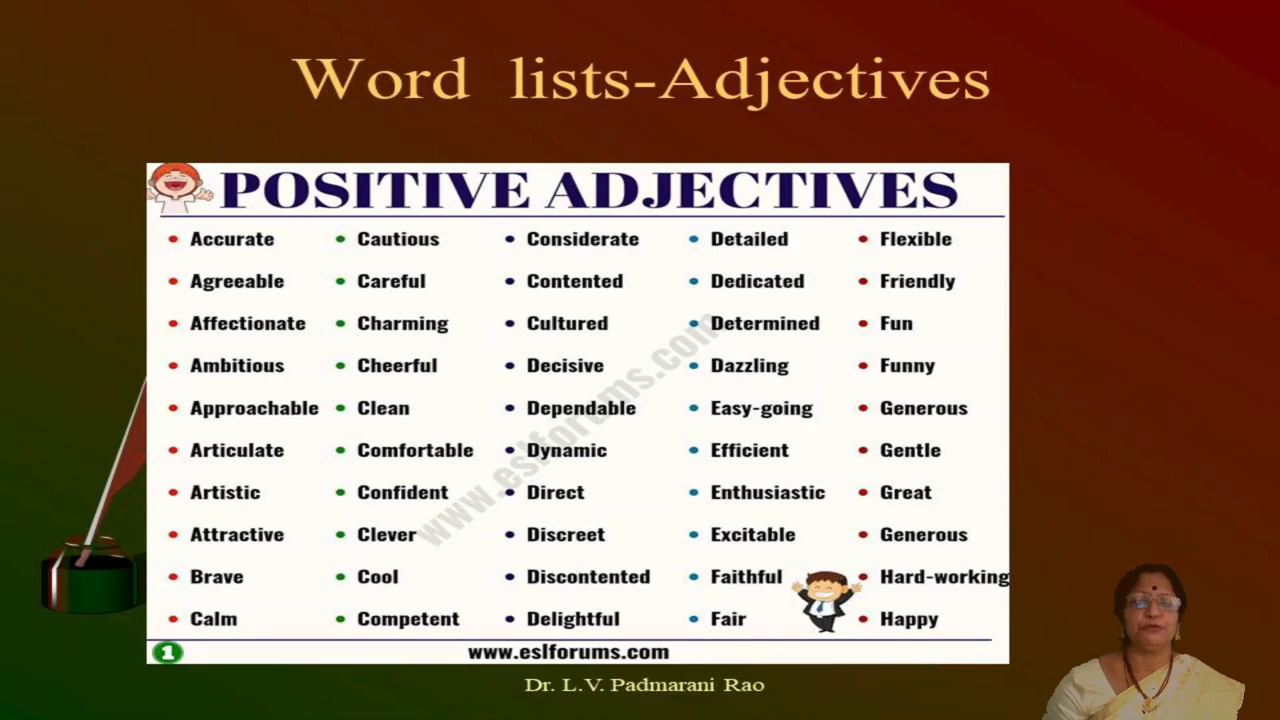 Word lists-Adjectives
POSITIVE ADJECTIVES
Accurate Cautious Considerate Detailed Flexible
Agreeable Careful Contented Dedicated Friendly
Affectionate Charming Cultured Determined Fun
Ambitious Cheerful Decisive Dazzling Funny
Approachable Clean Dependable Easy-going Generous
Articulate Comfortable Dynamic Efficient Gentle
Artistic Confident Direct Enthusiastic Great
Attractive Clever Discreet Excitable Generous
Brave Cool Discontented Faithful Hard-working
Calm Competent Delightful Fair Happy
www.eslforums.com
1 www.eslforums.com
Dr. L.V. Padmarani Rao